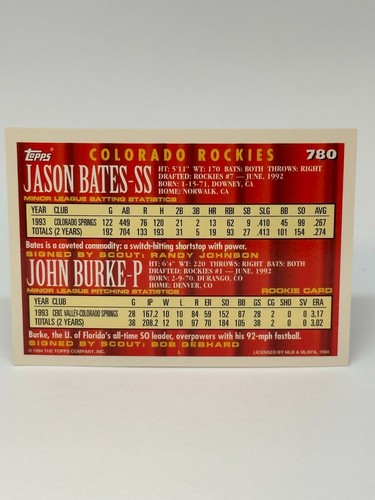 Topps COLORADO ROCKIES 780
JASON BATES-SS HT: 5'11" WT: 170 BATS: BOTH THROWS: RIGHT
DRAFTED: ROCKIES #7 — JUNE, 1992
BORN: 1-15-71, DOWNEY, CA
HOME: NORWALK, CA
MINOR LEAGUE BATTING STATISTICS
YEAR CLUB G AB R H 2B 3B HR RBI SB SLG BB SO AVG
1993 COLORADO SPRINGS 122 449 76 120 21 2 13 62 9 .413 45 99 .267
TOTALS (2 YEARS) 192 704 133 193 31 5 19 93 27 .413 101 154 .274
Bates is a coveted commodity: a switch-hitting shortstop with power.
SIGNED BY SCOUT: RANDY JOHNSON
JOHN BURKE-P HT: 6'4" WT: 220 THROWS: RIGHT BATS: BOTH
DRAFTED: ROCKIES #1 — JUNE, 1992
BORN: 2-9-70, DURANGO, CO
HOME: DENVER, CO
MINOR LEAGUE PITCHING STATISTICS ROOKIE CARD
YEAR CLUB G IP W L R ER SO BB GS CG SHO SV ERA
1993 CENT. VALLEY-COLORADO SPRINGS 28 167.2 10 10 84 59 152 87 28 2 0 0 3.17
TOTALS (2 YEARS) 38 208.2 12 10 97 70 184 105 38 2 0 0 3.02
Burke, the U. of Florida's all-time SO leader, overpowers with his 92-mph fastball.
SIGNED BY SCOUT: BOB GEBHARD
© 1994 THE TOPPS COMPANY, INC. LICENSED BY MLB & MLBPA, 1994